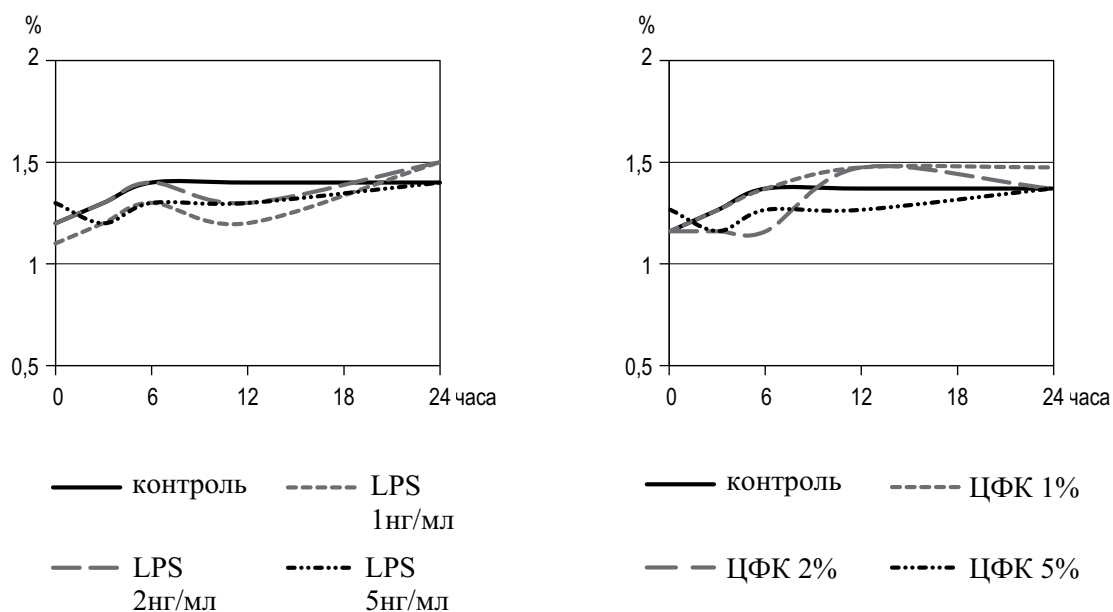 %
2
1,5
1
0,5
0
6
12
18
24 часа
контроль
LPS
1нг/мл
LPS
2нг/мл
LPS
5нг/мл
%
2
1,5
1
0,5
0
6
12
18
24 часа
контроль
ЦФК 1%
ЦФК 2%
ЦФК 5%